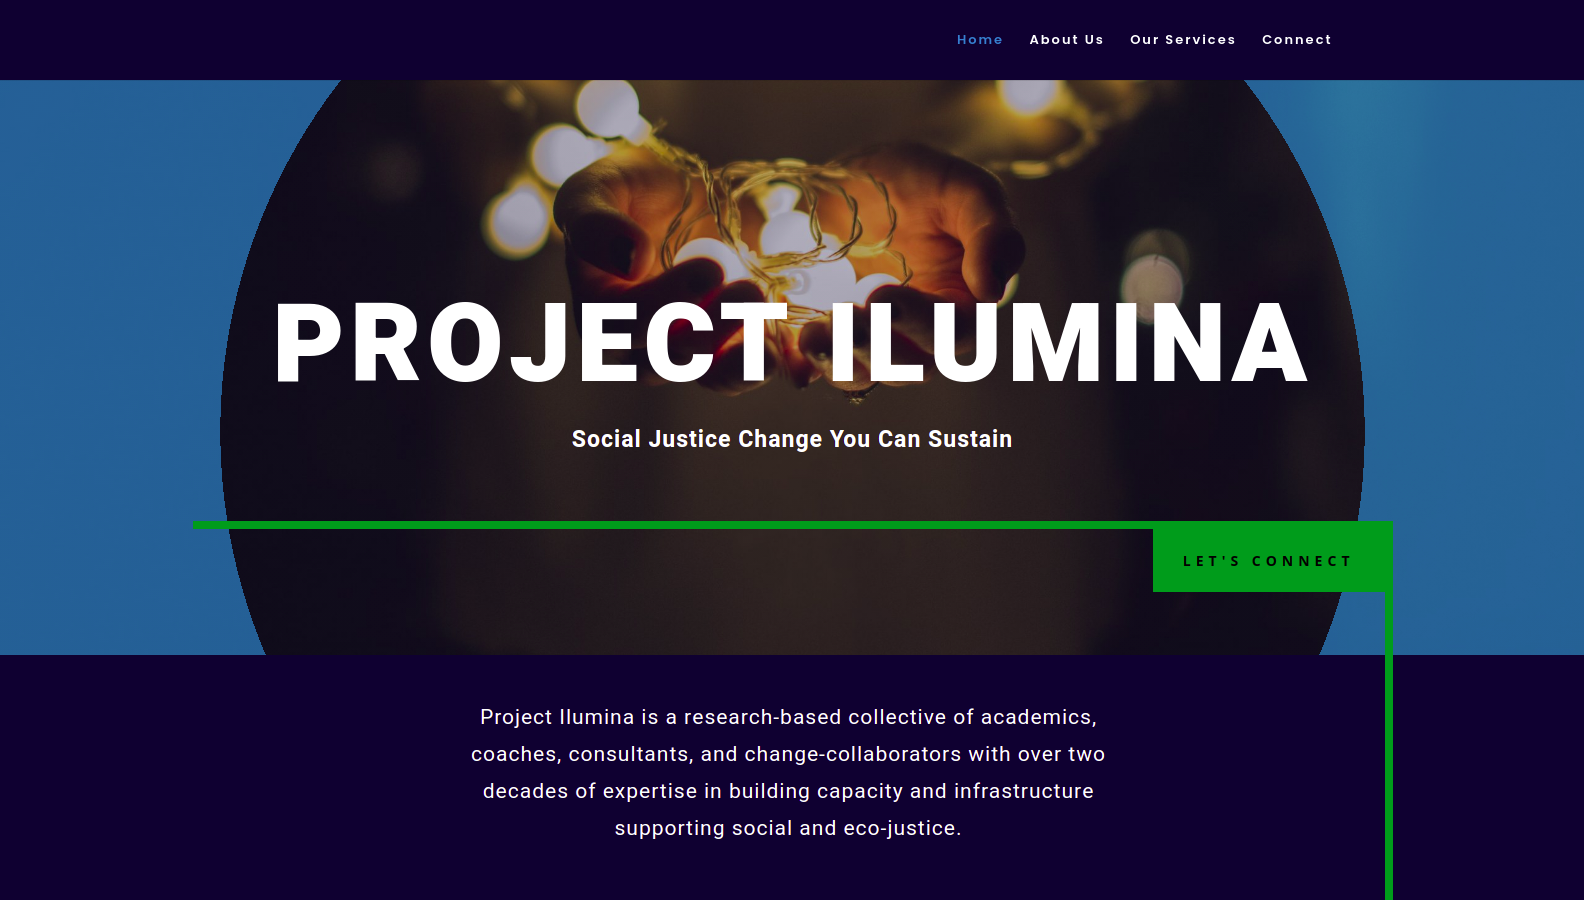 Home About Us Our Services Connect
PROJECT ILUMINA
Social Justice Change You Can Sustain
LET'S CONNECT
Project Ilumina is a research-based collective of academics,
coaches, consultants, and change-collaborators with over two
decades of expertise in building capacity and infrastructure
supporting social and eco-justice.